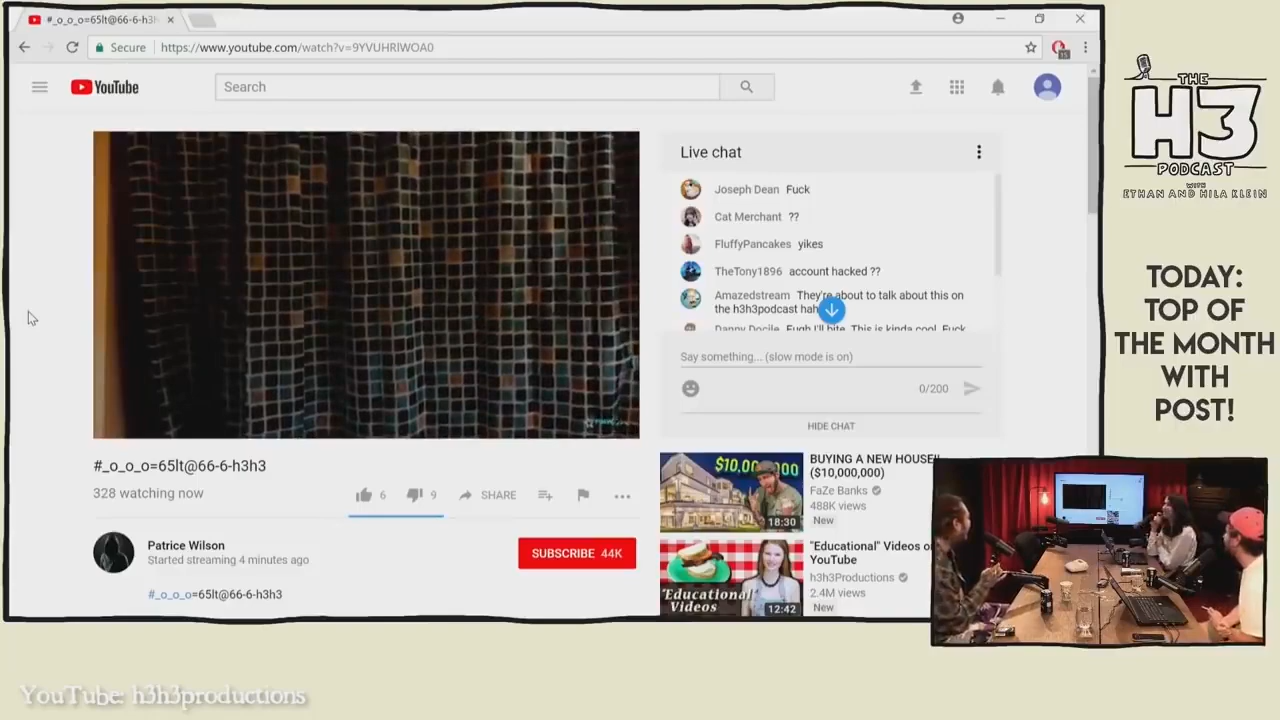 #_o_o_o=65lt@66-6-h3h
Secure
https://www.youtube.com/watch?v=9YVUHRlWOA0
15
YouTube
Search
Live chat
Joseph Dean Fuck
Cat Merchant ??
FluffyPancakes yikes
TheTony1896 account hacked ??
Amazedstream They're about to talk about this on
the h3h3podcast hah
Danny Docile Fugh I'll bite. This is kinda cool. Fuck
Say something... (slow mode is on)
0/200
HIDE CHAT
#_o_o_o=65lt@66-6-h3h3
328 watching now
6
9
SHARE
Patrice Wilson
Started streaming 4 minutes ago
SUBSCRIBE 44K
#_o_o_o=65lt@66-6-h3h3
$10,00
18:30
BUYING A NEW HOUSE!!
($10,000,000)
FaZe Banks
488K views
New
"Educational
Videos
12:42
"Educational" Videos
YouTube
h3h3Productions
2.4M views
New
THE
H3
PODCAST
WITH
ETHAN AND HILA KLEIN
TODAY:
TOP OF
THE MONTH
WITH
POST!
YouTube: h3h3productions